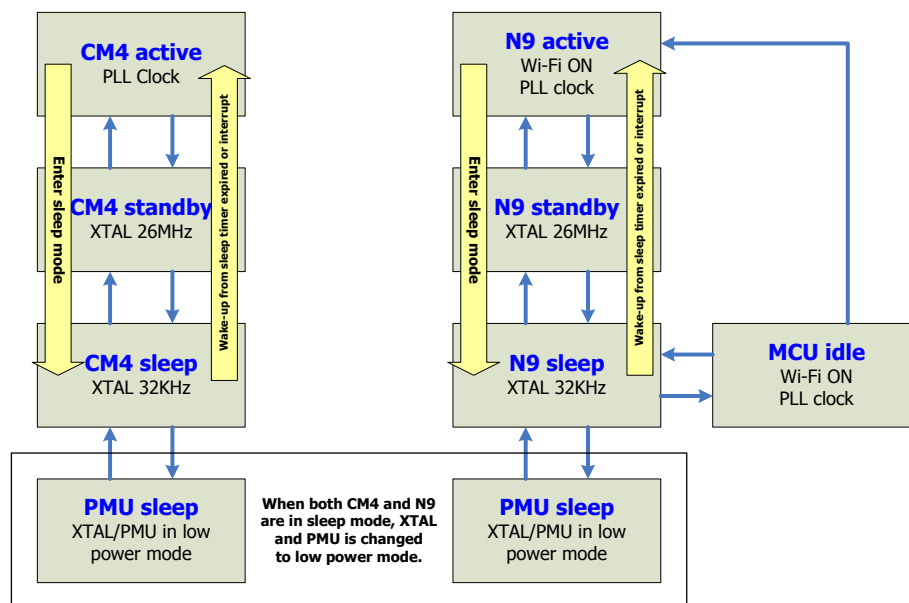 CM4 active
PLL Clock
Enter sleep mode
Wake-up from sleep timer expired or interrupt
CM4 standby
XTAL 26MHz
CM4 sleep
XTAL 32KHz
PMU sleep
XTAL/PMU in low
power mode
When both CM4 and N9
are in sleep mode, XTAL
and PMU is changed
to low power mode.
N9 active
Wi-Fi ON
PLL clock
Enter sleep mode
Wake-up from sleep timer expired or interrupt
N9 standby
XTAL 26MHz
N9 sleep
XTAL 32KHz
MCU idle
Wi-Fi ON
PLL clock
PMU sleep
XTAL/PMU in low
power mode